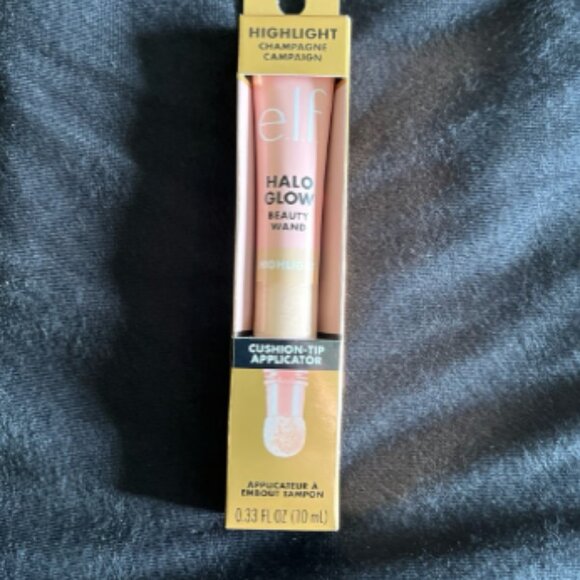 HIGHLIGHT
CHAMPAGNE
CAMPAIGN
e.l.f
HALO
GLOW
BEAUTY
WAND
HIGHLIGHT
CUSHION-TIP
APPLICATOR
APPLICATEUR À
EMBOUT TAMPON
0.33 FL OZ (10 mL)